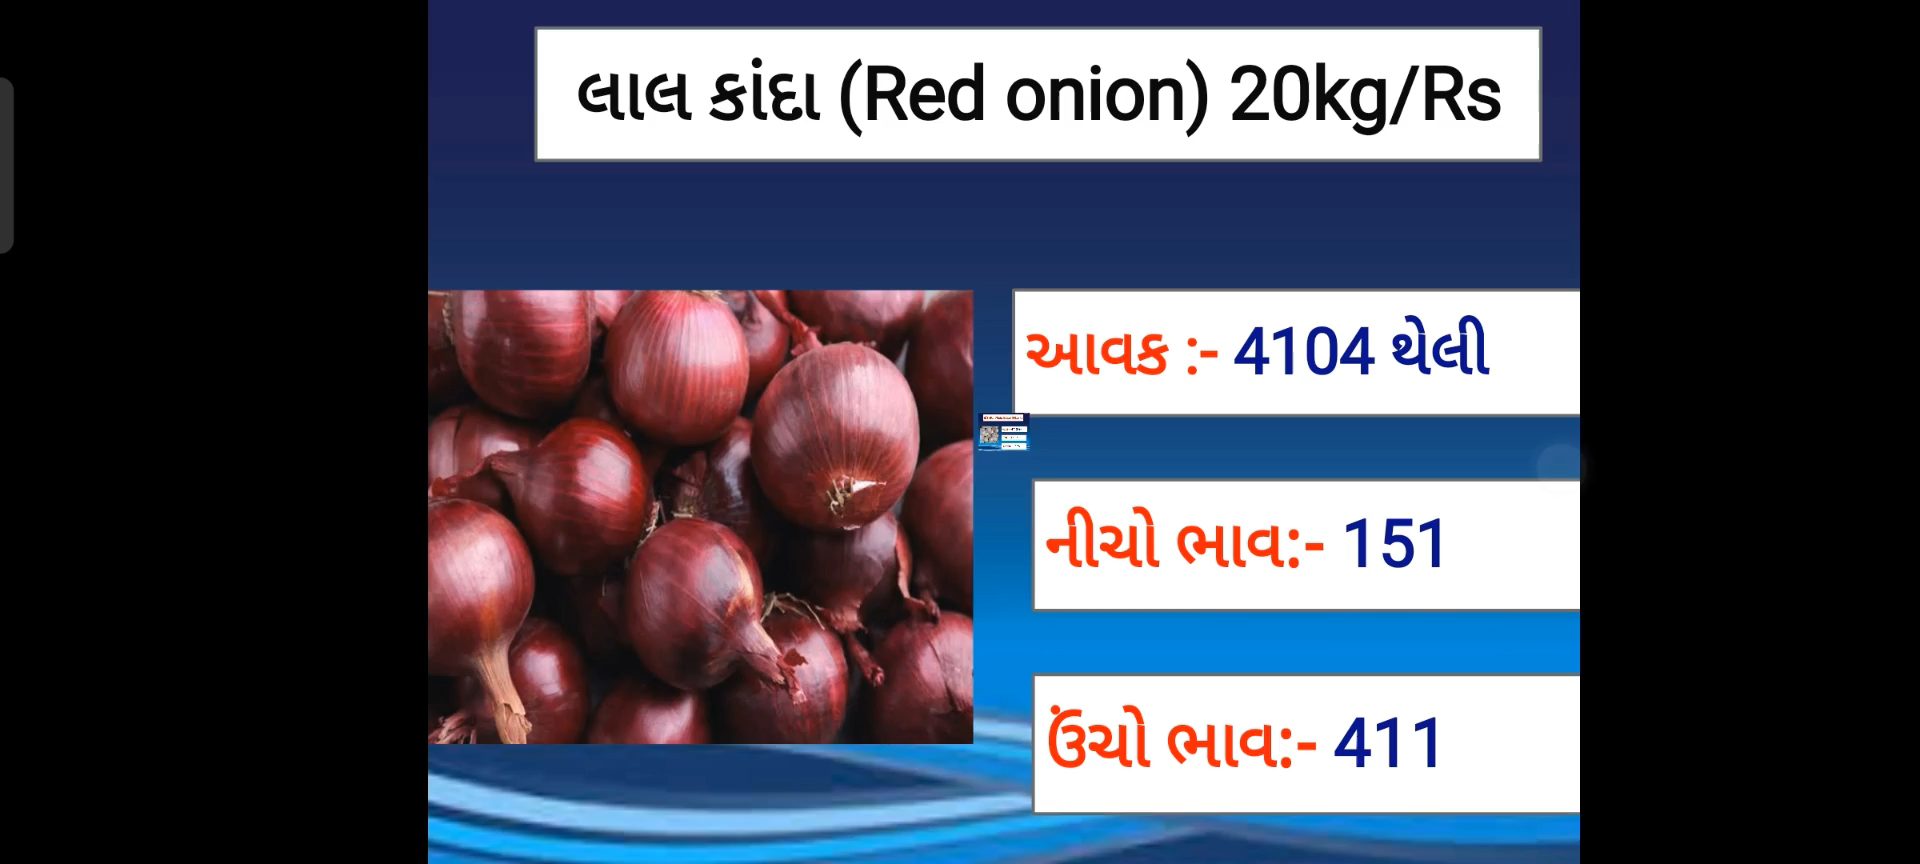 લાલ કાંદા (Red onion) 20kg/Rs
આવક :- 4104 થેલી
નીચો ભાવ:- 151
ઉંચો ભાવ:- 411